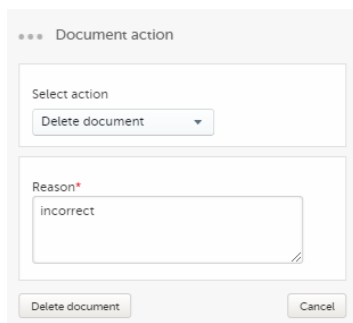 Document action
Select action
Delete document
Reason*
incorrect
Delete document Cancel